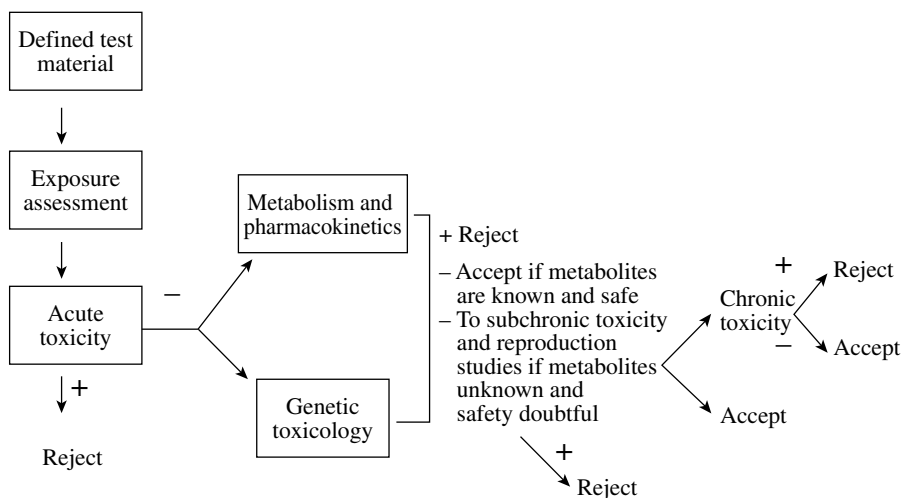 Defined test
material
Exposure
assessment
Acute
toxicity
–
+
Reject
Metabolism and
pharmacokinetics
Genetic
toxicology
+ Reject
– Accept if metabolites
are known and safe
– To subchronic toxicity
and reproduction
studies if metabolites
unknown and
safety doubtful
+
Reject
Chronic
toxicity
+
Reject
–
Accept
Accept